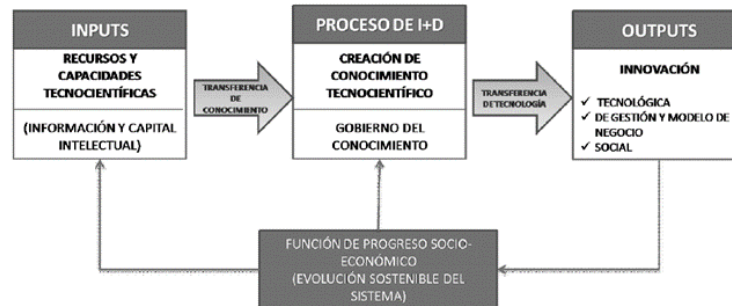 INPUTS
RECURSOS Y
CAPACIDADES
TECNOCIENTÍFICAS
(INFORMACIÓN Y CAPITAL
INTELECTUAL)
TRANSFERENCIA
DE
CONOCIMIENTO
PROCESO DE I+D
CREACIÓN DE
CONOCIMIENTO
TECNOCIENTÍFICO
GOBIERNO DEL
CONOCIMIENTO
TRANSFERENCIA
DE TECNOLOGÍA
OUTPUTS
INNOVACIÓN
✓ TECNOLÓGICA
✓ DE GESTIÓN Y MODELO DE
NEGOCIO
✓ SOCIAL
FUNCIÓN DE PROGRESO SOCIO-
ECONÓMICO
(EVOLUCIÓN SOSTENIBLE DEL
SISTEMA)